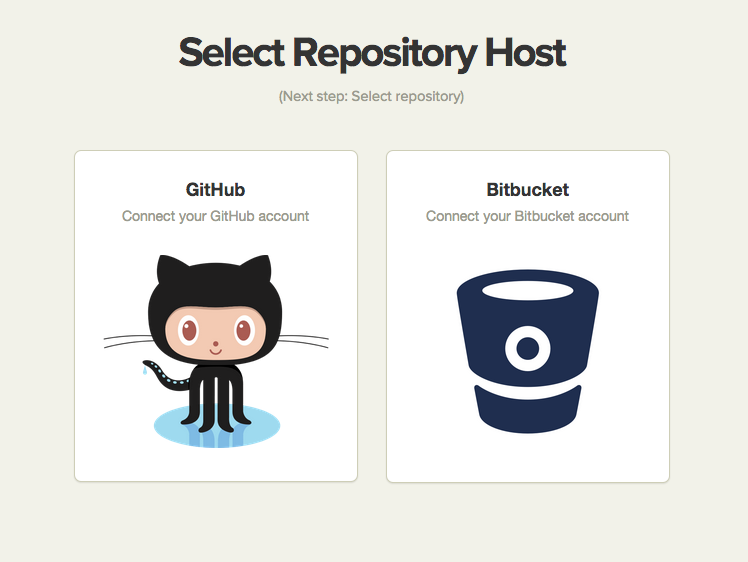 Select Repository Host
(Next step: Select repository)
GitHub
Connect your GitHub account
Bitbucket
Connect your Bitbucket account